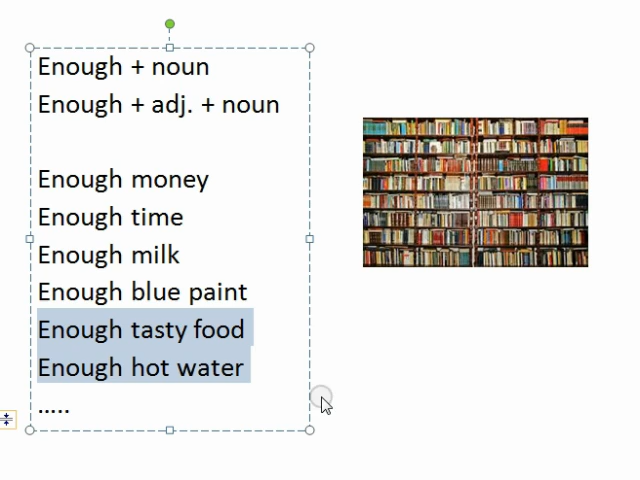 Enough + noun
Enough + adj. + noun
Enough money
Enough time
Enough milk
Enough blue paint
Enough tasty food
Enough hot water
.....